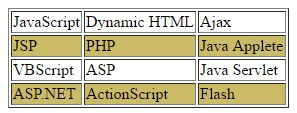 JavaScript Dynamic HTML Ajax
JSP PHP Java Applete
VBScript ASP Java Servlet
ASP.NET ActionScript Flash